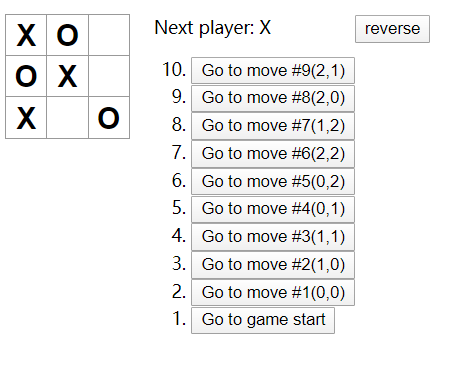 X O
O X
X O
Next player: X
reverse
10. Go to move #9(2,1)
9. Go to move #8(2,0)
8. Go to move #7(1,2)
7. Go to move #6(2,2)
6. Go to move #5(0,2)
5. Go to move #4(0,1)
4. Go to move #3(1,1)
3. Go to move #2(1,0)
2. Go to move #1(0,0)
1. Go to game start